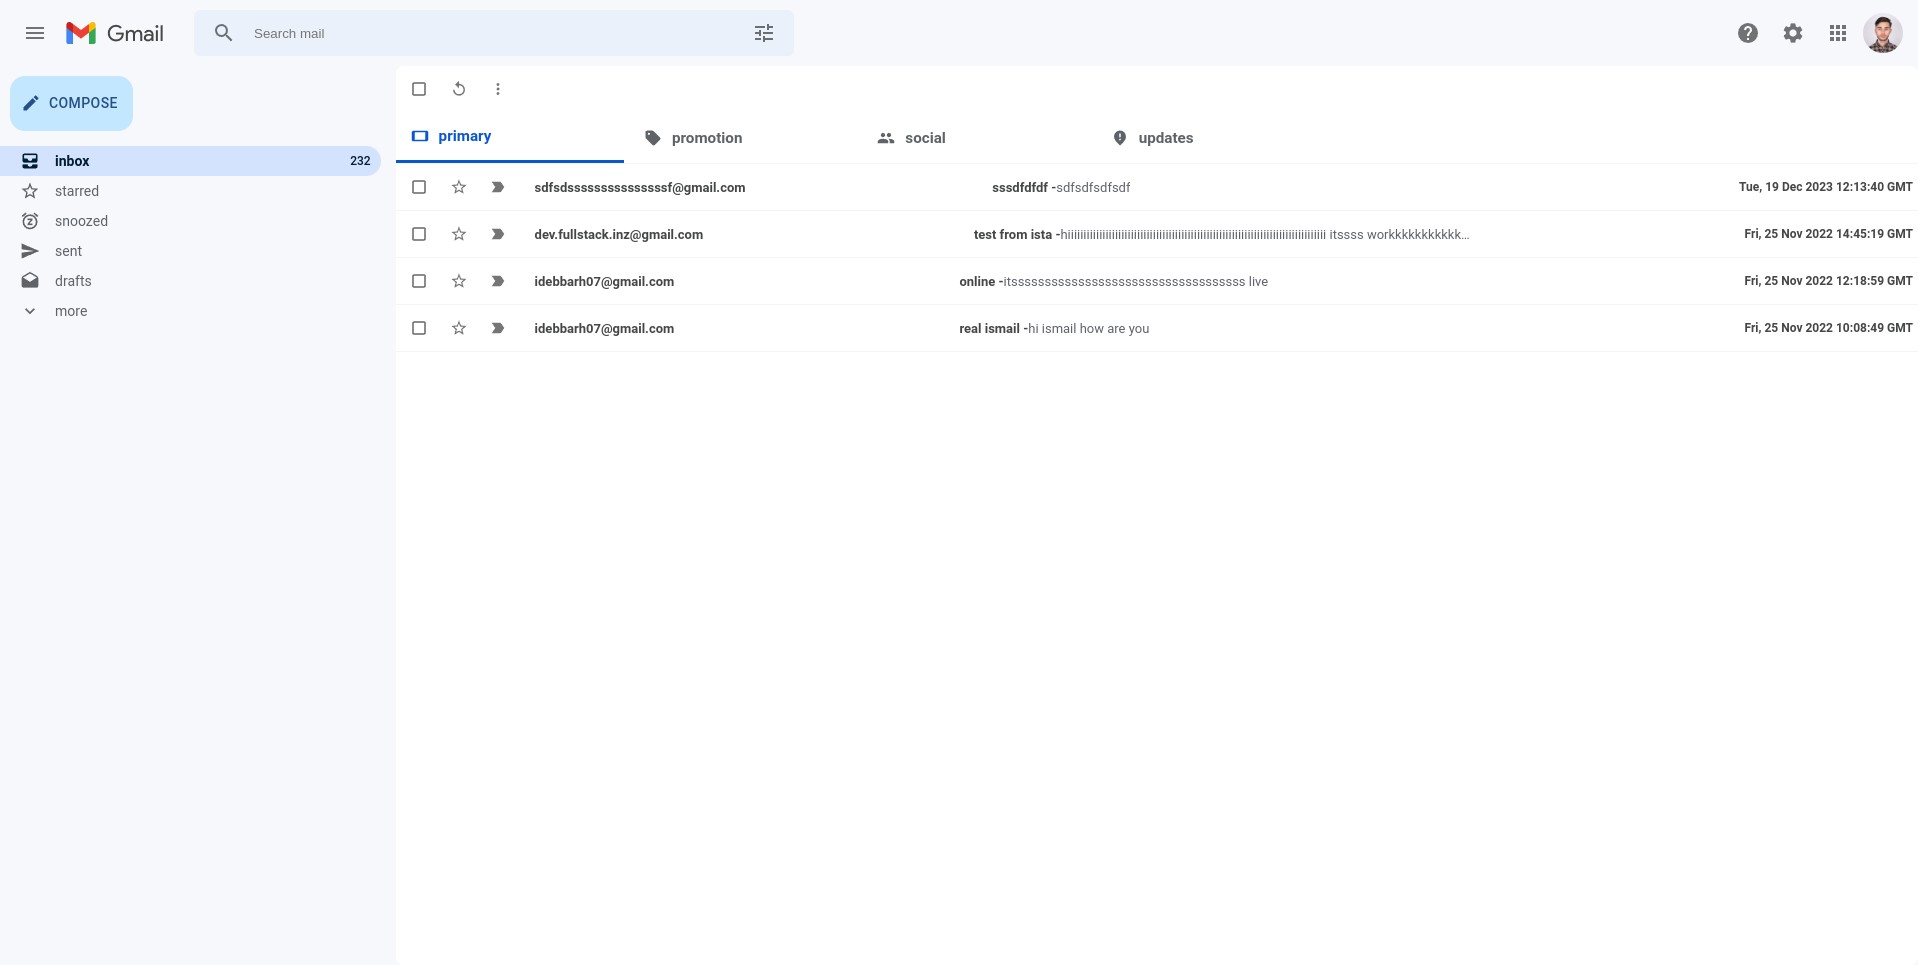 Gmail
Search mail
COMPOSE
inbox 232
starred
snoozed
sent
drafts
more
primary promotion social updates
sdfsdsssssssssssssssf@gmail.com sssdfdfdf -sdfsdfsdfsdf Tue, 19 Dec 2023 12:13:40 GMT
dev.fullstack.inz@gmail.com test from ista -hiiiiiiiiiiiiiiiiiiiiiiiiiiiiiiiiiiiiiiiiiiiiiiiiiiiiiiiiiiiiiiiiiiiiiiiiiiiiiii itssss workkkkkkkkkkk... Fri, 25 Nov 2022 14:45:19 GMT
idebbarh07@gmail.com online -itsssssssssssssssssssssssssssssssssss live Fri, 25 Nov 2022 12:18:59 GMT
idebbarh07@gmail.com real ismail -hi ismail how are you Fri, 25 Nov 2022 10:08:49 GMT